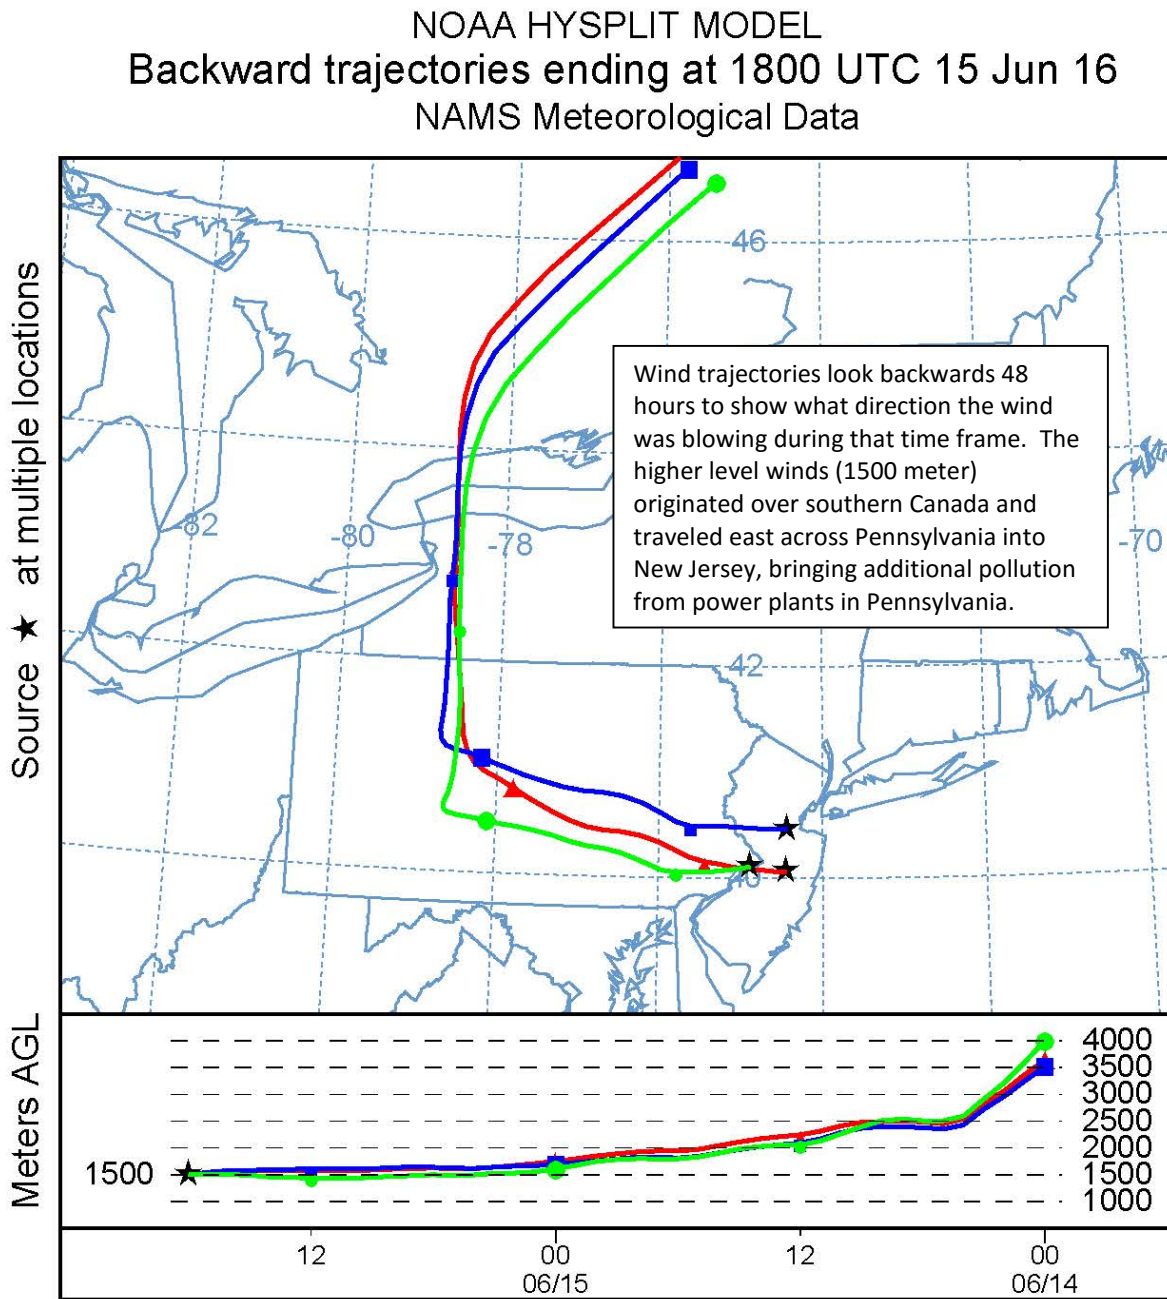 NOAA HYSPLIT MODEL
Backward trajectories ending at 1800 UTC 15 Jun 16
NAMS Meteorological Data
Source ★ at multiple locations
46
-82
-80
-78
-70
42
40
Wind trajectories look backwards 48
hours to show what direction the wind
was blowing during that time frame. The
higher level winds (1500 meter)
originated over southern Canada and
traveled east across Pennsylvania into
New Jersey, bringing additional pollution
from power plants in Pennsylvania.
Meters AGL
1500
4000
3500
3000
2500
2000
1500
1000
12
00
12
00
06/15
06/14